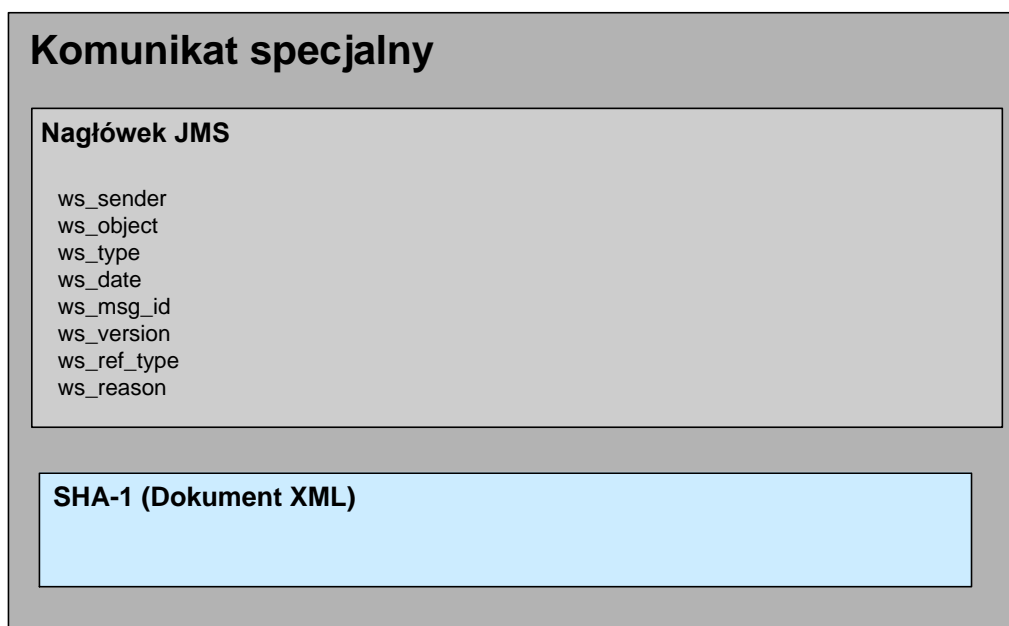 Komunikat specjalny
Nagłówek JMS
ws_sender
ws_object
ws_type
ws_date
ws_msg_id
ws_version
ws_ref_type
ws_reason
SHA-1 (Dokument XML)